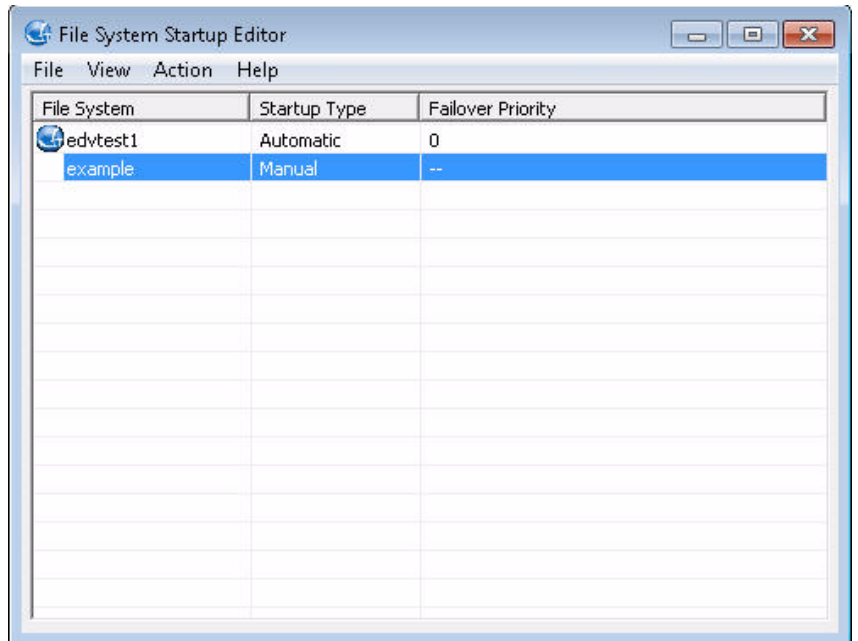 File System Startup Editor
File View Action Help
File System Startup Type Failover Priority
edvtest1 Automatic 0
example Manual --